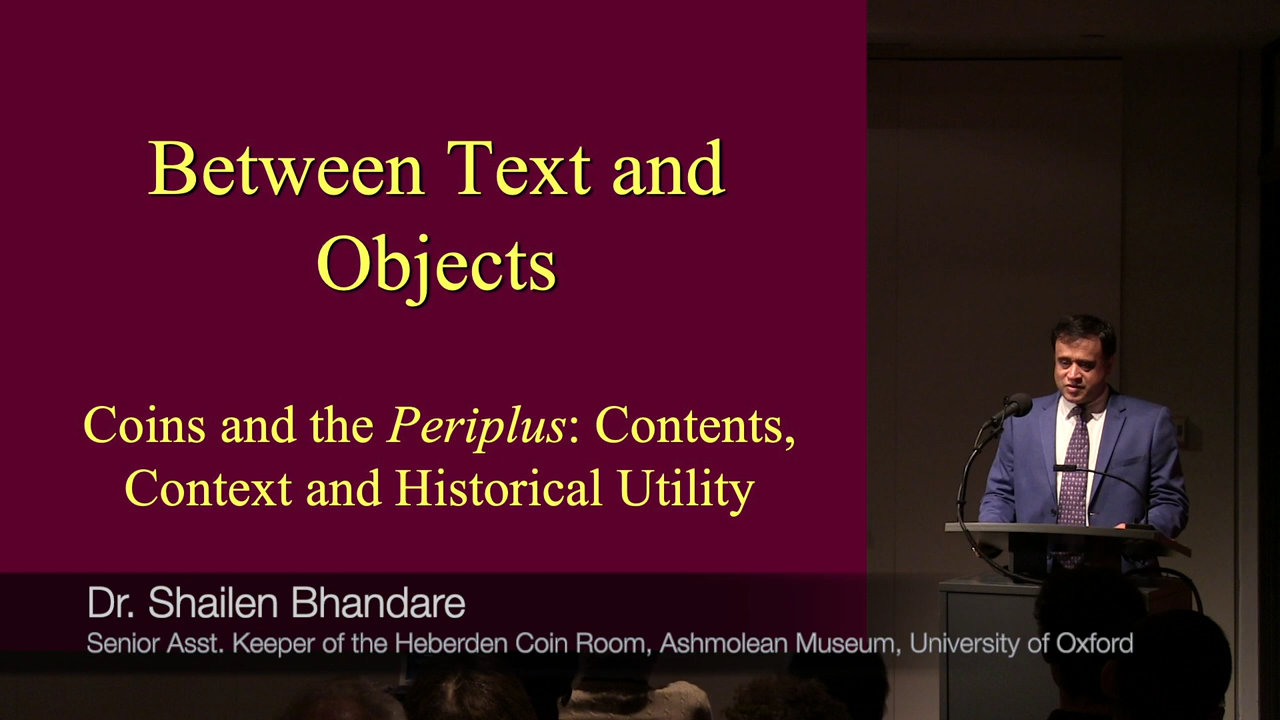 Between Text and
Objects
Coins and the Periplus: Contents,
Context and Historical Utility
Dr. Shailen Bhandare
Senior Asst. Keeper of the Heberden Coin Room, Ashmolean Museum, University of Oxford